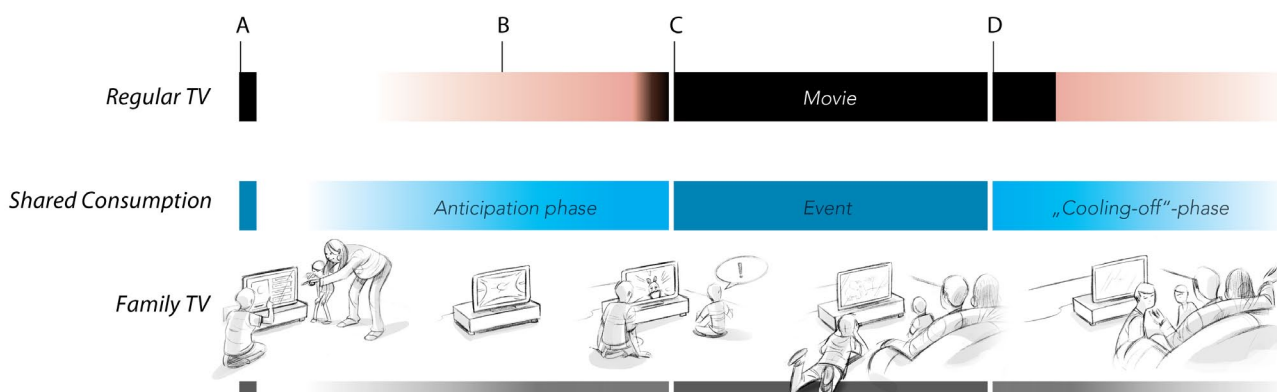 A B C D
Regular TV Movie
Shared Consumption Anticipation phase Event „Cooling-off“-phase
!
Family TV